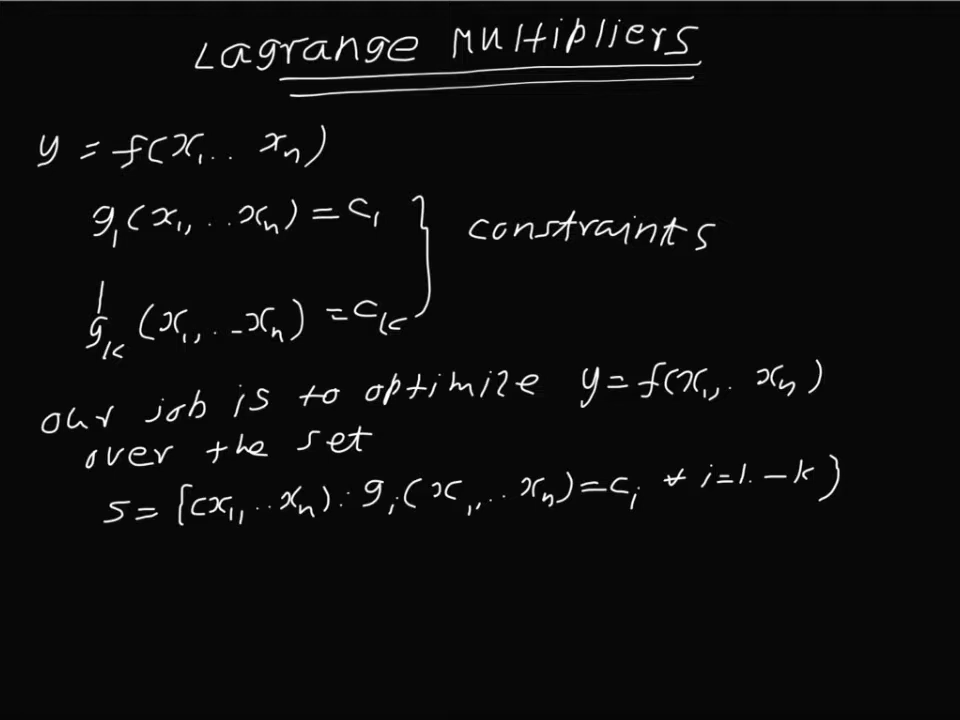 Lagrange Multipliers
y = f(x₁.. xₙ)
g₁(x₁, ..xₙ) = c₁
constraints
|
gₖ(x₁, ..xₙ) = cₖ
our job is to optimize y = f(x₁,. xₙ)
over the set
S = {(x₁, ..xₙ) : gᵢ(x₁, ..xₙ) = cᵢ ∀ i=1.–k}